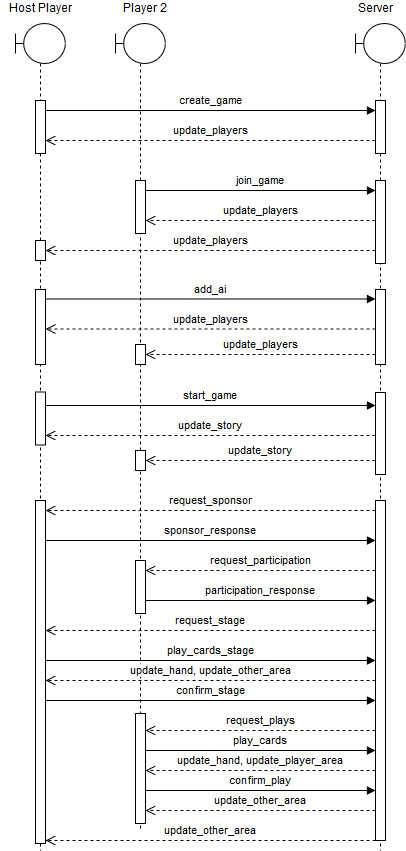 Host Player Player 2 Server
create_game
update_players
join_game
update_players
update_players
add_ai
update_players
update_players
start_game
update_story
update_story
request_sponsor
sponsor_response
request_participation
participation_response
request_stage
play_cards_stage
update_hand, update_other_area
confirm_stage
request_plays
play_cards
update_hand, update_player_area
confirm_play
update_other_area
update_other_area